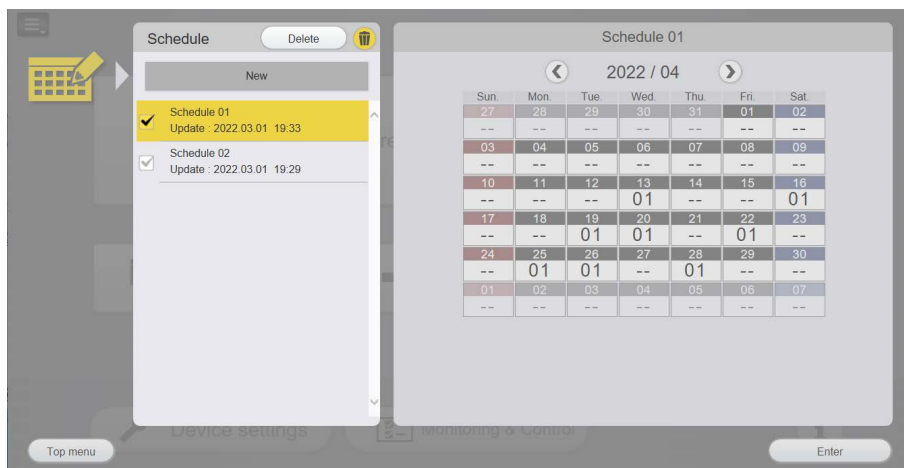 Schedule
Delete
New
Schedule 01
Update : 2022.03.01 19:33
Schedule 02
Update : 2022.03.01 19:29
Schedule 01
2022 / 04
Sun. Mon. Tue. Wed. Thu. Fri. Sat.
27 28 29 30 31 01 02
-- -- -- -- -- -- --
03 04 05 06 07 08 09
-- -- -- -- -- -- --
10 11 12 13 14 15 16
-- -- -- 01 -- -- 01
17 18 19 20 21 22 23
-- -- 01 01 -- 01 --
24 25 26 27 28 29 30
-- 01 01 -- 01 -- --
01 02 03 04 05 06 07
-- -- -- -- -- -- --
Device settings
Monitoring & Control
Top menu
Enter